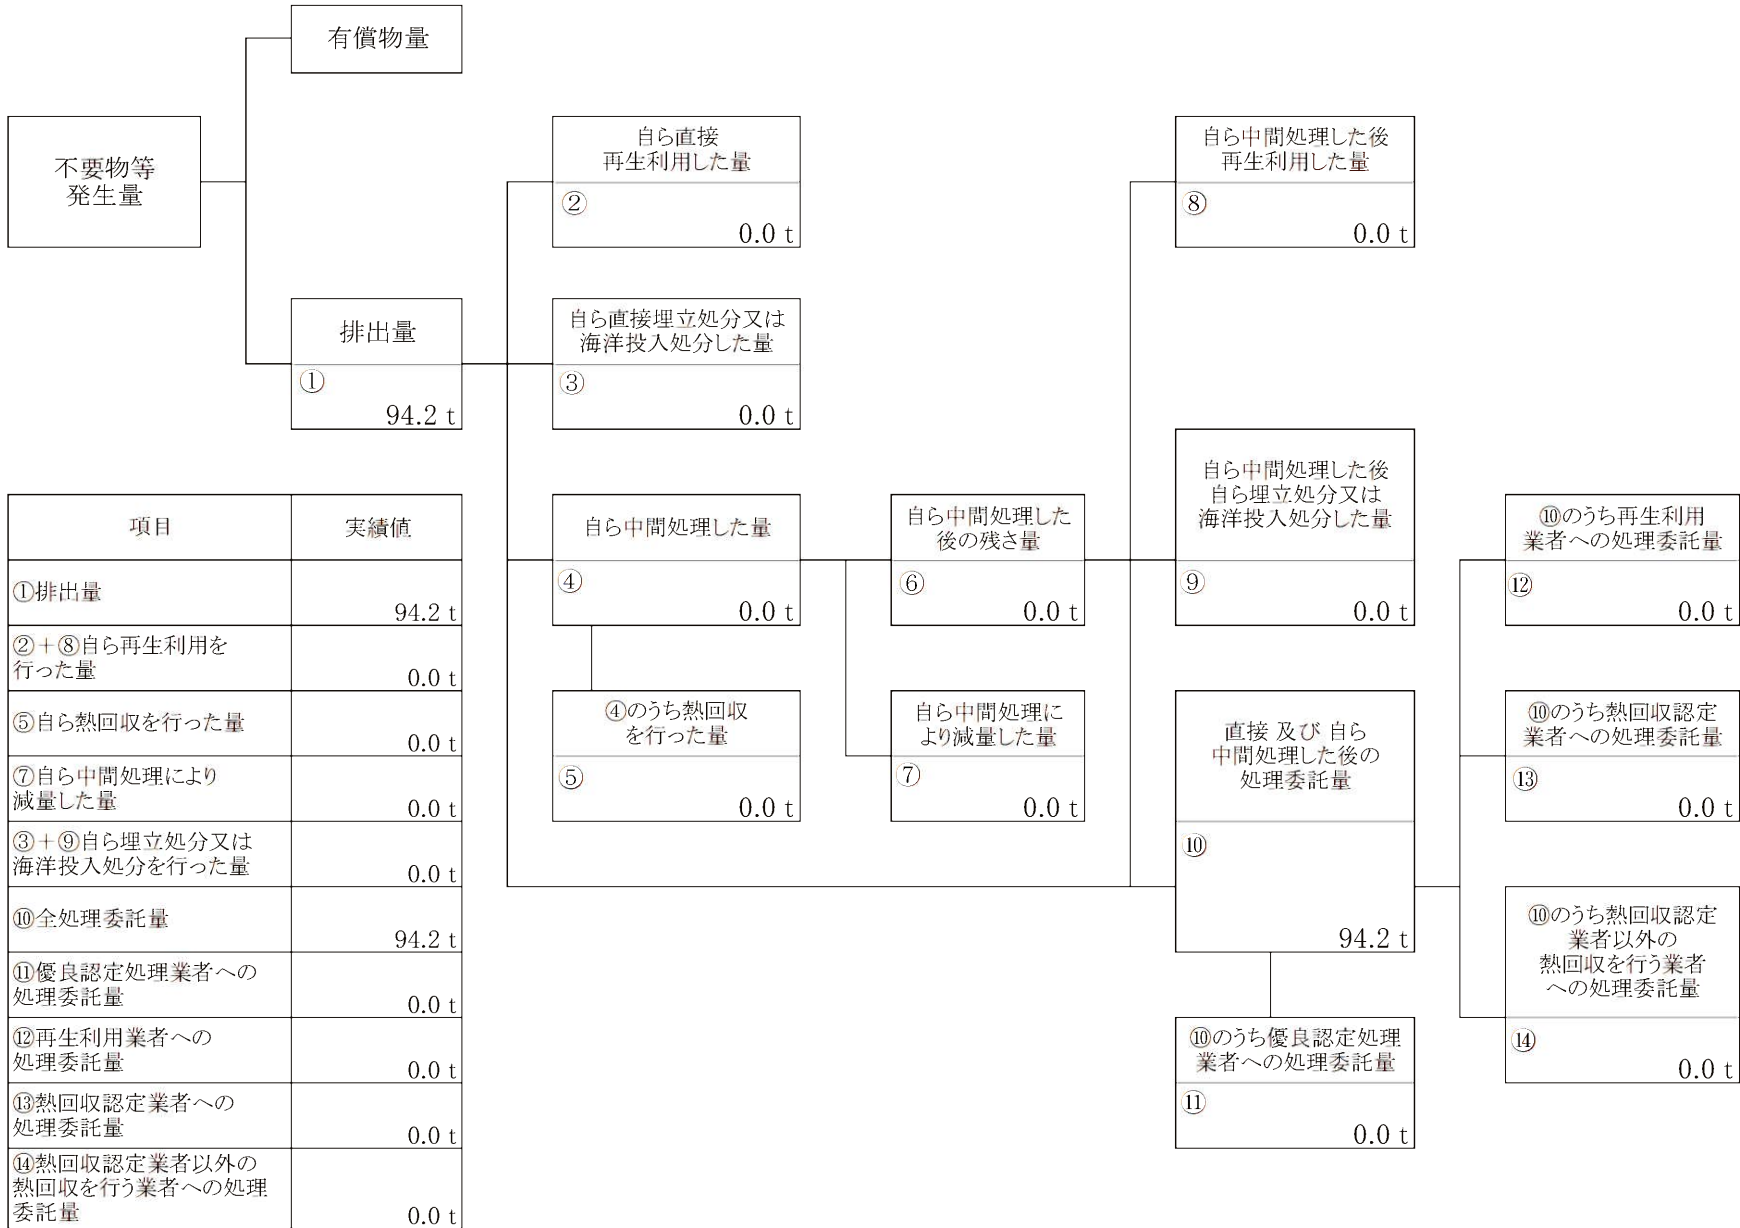 有償物量
不要物等
発生量
排出量
①
94.2 t
自ら直接
再生利用した量
②
0.0 t
自ら直接埋立処分又は
海洋投入処分した量
③
0.0 t
自ら中間処理した量
④
0.0 t
④のうち熱回収
を行った量
⑤
0.0 t
自ら中間処理した
後の残さ量
⑥
0.0 t
自ら中間処理に
より減量した量
⑦
0.0 t
自ら中間処理した後
再生利用した量
⑧
0.0 t
自ら中間処理した後
自ら埋立処分又は
海洋投入処分した量
⑨
0.0 t
直接 及び 自ら
中間処理した後の
処理委託量
⑩
94.2 t
⑩のうち優良認定処理
業者への処理委託量
⑪
0.0 t
⑩のうち再生利用
業者への処理委託量
⑫
0.0 t
⑩のうち熱回収認定
業者への処理委託量
⑬
0.0 t
⑩のうち熱回収認定
業者以外の
熱回収を行う業者
への処理委託量
⑭
0.0 t
項目 実績値
①排出量
94.2 t
②+⑧自ら再生利用を
行った量
0.0 t
⑤自ら熱回収を行った量
0.0 t
⑦自ら中間処理により
減量した量
0.0 t
③+⑨自ら埋立処分又は
海洋投入処分を行った量
0.0 t
⑩全処理委託量
94.2 t
⑪優良認定処理業者への
処理委託量
0.0 t
⑫再生利用業者への
処理委託量
0.0 t
⑬熱回収認定業者への
処理委託量
0.0 t
⑭熱回収認定業者以外の
熱回収を行う業者への処理
委託量
0.0 t